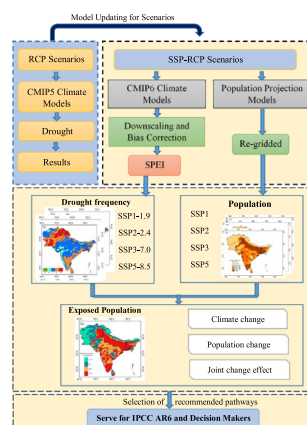 Model Updating for Scenarios
RCP Scenarios
CMIP5 Climate
Models
Drought
Results
SSP-RCP Scenarios
CMIP6 Climate
Models
Population Projection
Models
Downscaling and
Bias Correction
Re-gridded
SPEI
Drought frequency
SSP1-1.9
SSP2-2.4
SSP3-7.0
SSP5-8.5
Population
SSP1
SSP2
SSP3
SSP5
Exposed Population
Climate change
Population change
Joint change effect
Selection of recommended pathways
Serve for IPCC AR6 and Decision Makers